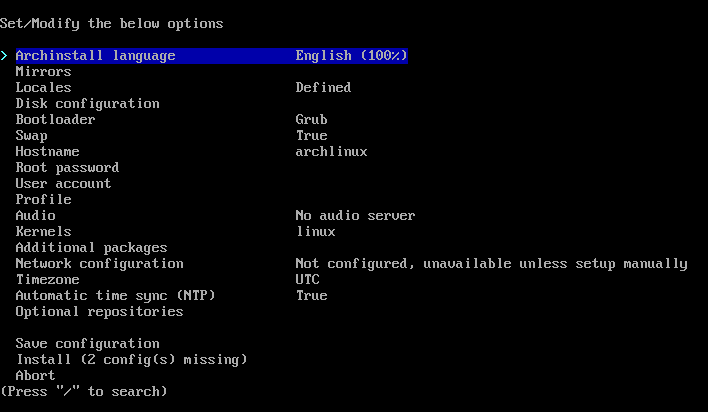 Set/Modify the below options
> Archinstall language English (100%)
Mirrors
Locales Defined
Disk configuration
Bootloader Grub
Swap True
Hostname archlinux
Root password
User account
Profile
Audio No audio server
Kernels linux
Additional packages
Network configuration Not configured, unavailable unless setup manually
Timezone UTC
Automatic time sync (NTP) True
Optional repositories
Save configuration
Install (2 config(s) missing)
Abort
(Press "/" to search)